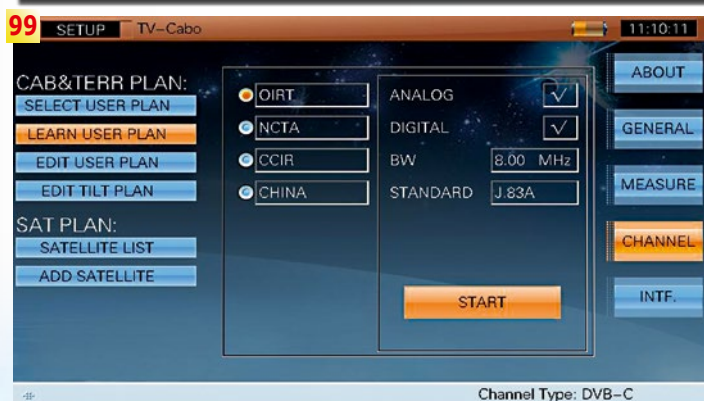 99
SETUP TV-Cabo 11:10:11
CAB&TERR PLAN:
SELECT USER PLAN
LEARN USER PLAN
EDIT USER PLAN
EDIT TILT PLAN
SAT PLAN:
SATELLITE LIST
ADD SATELLITE
OIRT
NCTA
CCIR
CHINA
ANALOG √
DIGITAL √
BW 8.00 MHz
STANDARD J.83A
START
ABOUT
GENERAL
MEASURE
CHANNEL
INTF.
Channel Type: DVB-C